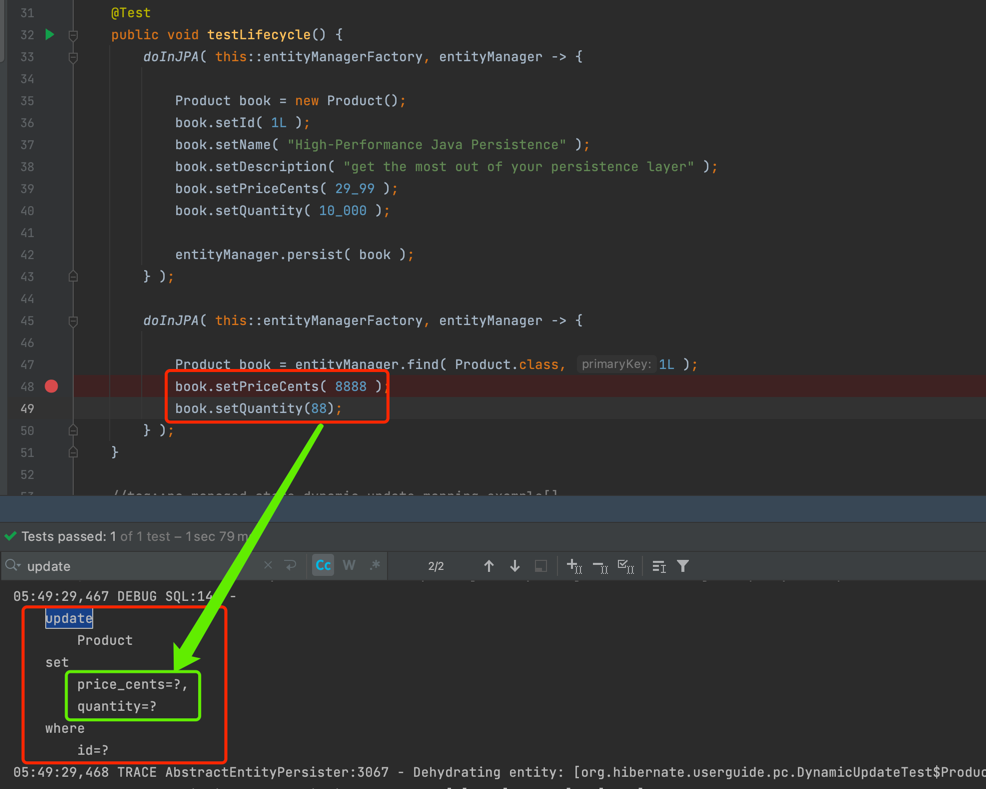 31 @Test
32 public void testLifecycle() {
33 doInJPA( this::entityManagerFactory, entityManager -> {
34
35 Product book = new Product();
36 book.setId( 1L );
37 book.setName( "High-Performance Java Persistence" );
38 book.setDescription( "get the most out of your persistence layer" );
39 book.setPriceCents( 29_99 );
40 book.setQuantity( 10_000 );
41
42 entityManager.persist( book );
43 } );
44
45 doInJPA( this::entityManagerFactory, entityManager -> {
46
47 Product book = entityManager.find( Product.class, primaryKey: 1L );
48 book.setPriceCents( 8888 );
49 book.setQuantity(88);
50 } );
51 }
52
Tests passed: 1 of 1 test – 1 sec 79 m
update Cc W .* 2/2
05:49:29,467 DEBUG SQL:14 -
update
Product
set
price_cents=?,
quantity=?
where
id=?
05:49:29,468 TRACE AbstractEntityPersister:3067 - Dehydrating entity: [org.hibernate.userguide.pc.DynamicUpdateTest$Produc